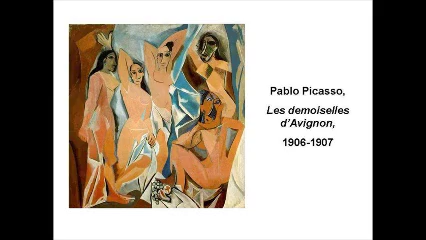 Pablo Picasso,
Les demoiselles
d'Avignon,
1906-1907